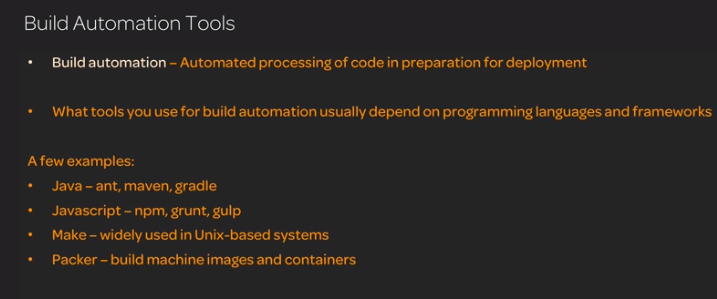 Build Automation Tools
• Build automation – Automated processing of code in preparation for deployment
• What tools you use for build automation usually depend on programming languages and frameworks
A few examples:
• Java – ant, maven, gradle
• Javascript – npm, grunt, gulp
• Make – widely used in Unix-based systems
• Packer – build machine images and containers